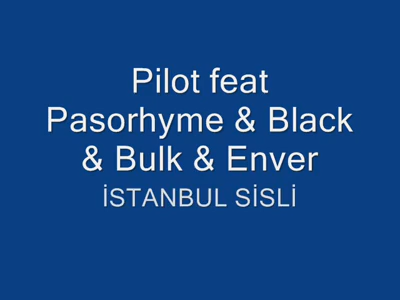 Pilot feat
Pasorhyme & Black
& Bulk & Enver
İSTANBUL SİSLİ